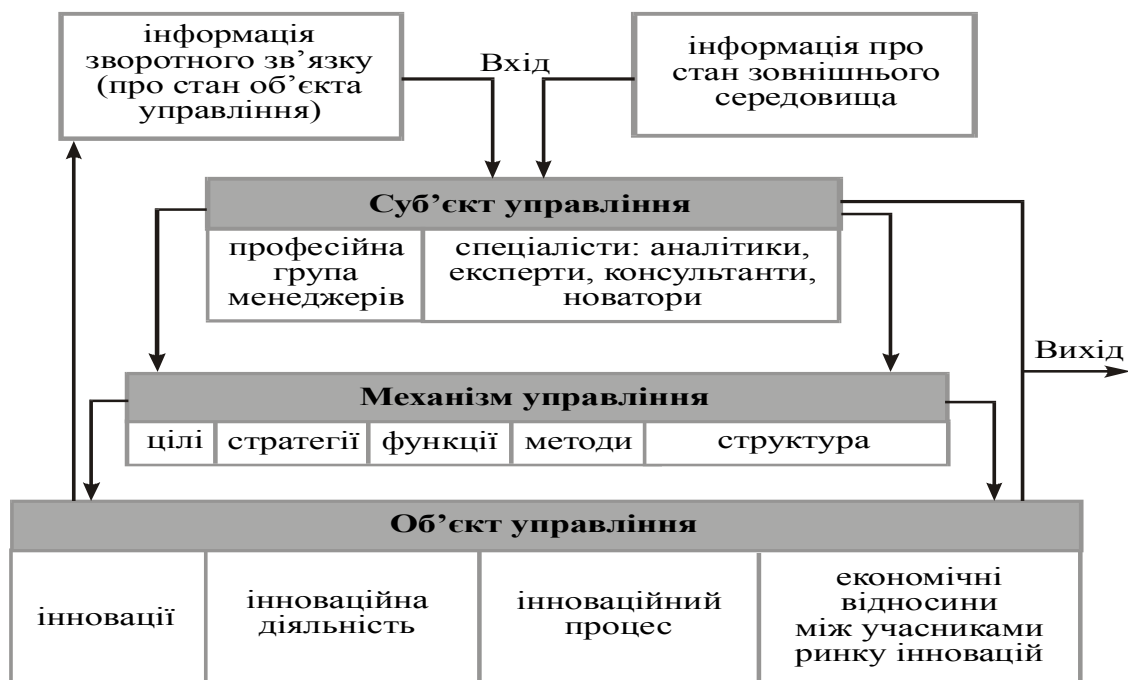 інформація
зворотного зв’язку
(про стан об’єкта
управління)
Вхід
інформація про
стан зовнішнього
середовища
Суб’єкт управління
професійна
група
менеджерів
спеціалісти: аналітики,
експерти, консультанти,
новатори
Вихід
Механізм управління
цілі
стратегії
функції
методи
структура
Об’єкт управління
інновації
інноваційна
діяльність
інноваційний
процес
економічні
відносини
між учасниками
ринку інновацій